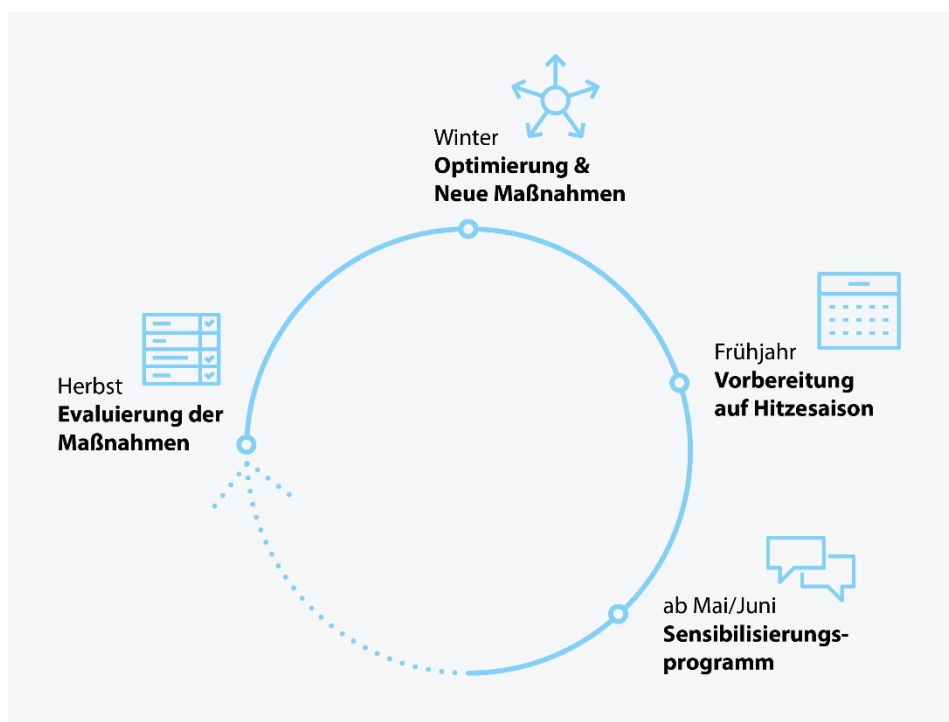 Winter
Optimierung &
Neue Maßnahmen
Frühjahr
Vorbereitung
auf Hitzesaison
Herbst
Evaluierung der
Maßnahmen
ab Mai/Juni
Sensibilisierungs-
programm